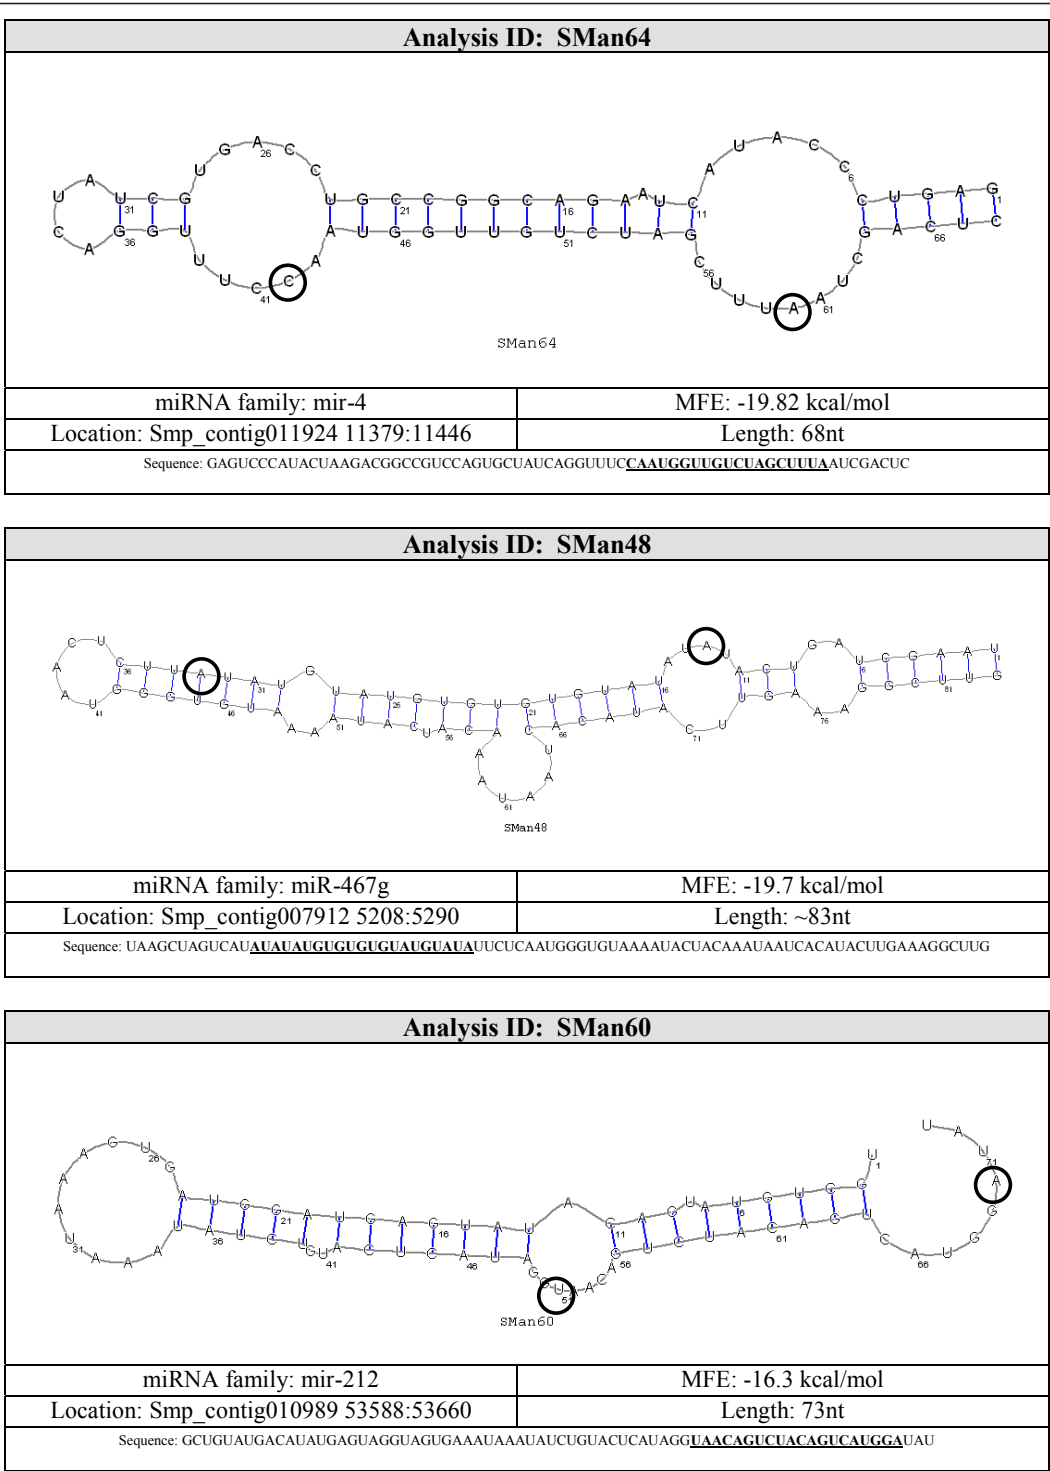 Analysis ID: SMan64
SMan64
miRNA family: mir-4 MFE: -19.82 kcal/mol
Location: Smp_contig011924 11379:11446 Length: 68nt
Sequence: GAGUCCCAUACUAAGACGGCCGUCCAGUGCUAUCAGGUUUCCAAUGGUUGUCUAGCUUUAAUCGACUC
Analysis ID: SMan48
SMan48
miRNA family: miR-467g MFE: -19.7 kcal/mol
Location: Smp_contig007912 5208:5290 Length: ~83nt
Sequence: UAAGCUAGUCAUAUAUAUGUGUGUGUAUGUAUAUUCUCAAUGGGUGUAAAAUACUACAAAUAAUCACAUACUUGAAAGGCUUG
Analysis ID: SMan60
SMan60
miRNA family: mir-212 MFE: -16.3 kcal/mol
Location: Smp_contig010989 53588:53660 Length: 73nt
Sequence: GCUGUAUGACAUAUGAGUAGGUAGUGAAAUAAAUAUCUGUACUCAUAGGUAACAGUCUACAGUCAUGGAUAU